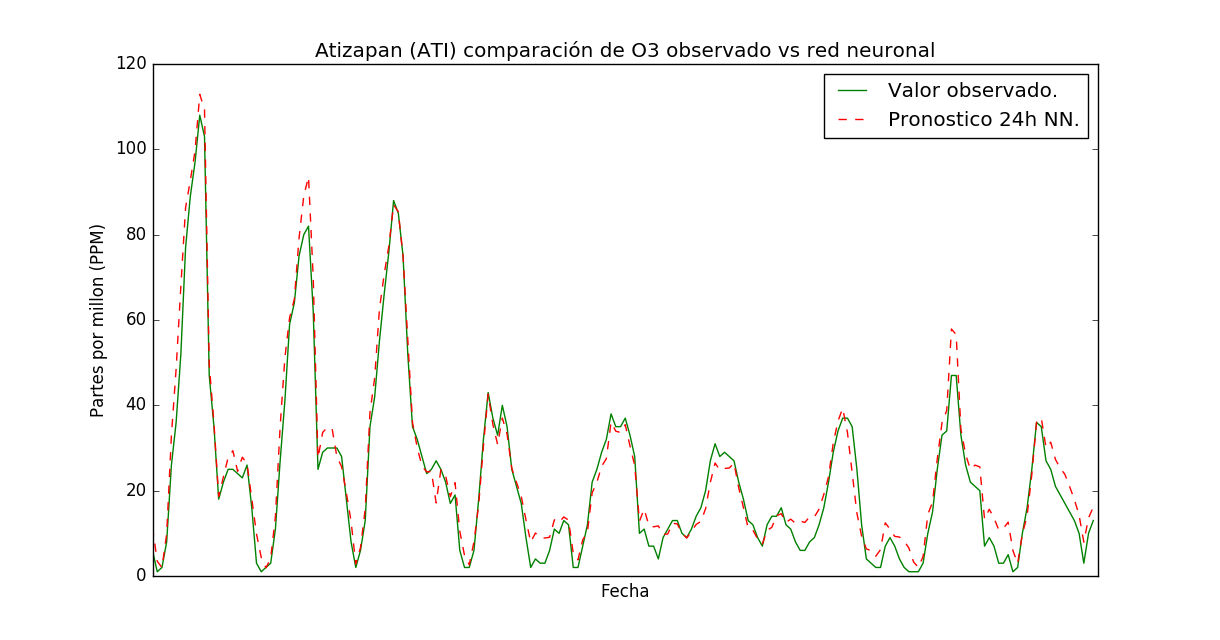 Atizapan (ATI) comparación de O3 observado vs red neuronal
120
100
80
60
40
20
0
Partes por millon (PPM)
Valor observado.
Pronostico 24h NN.
Fecha